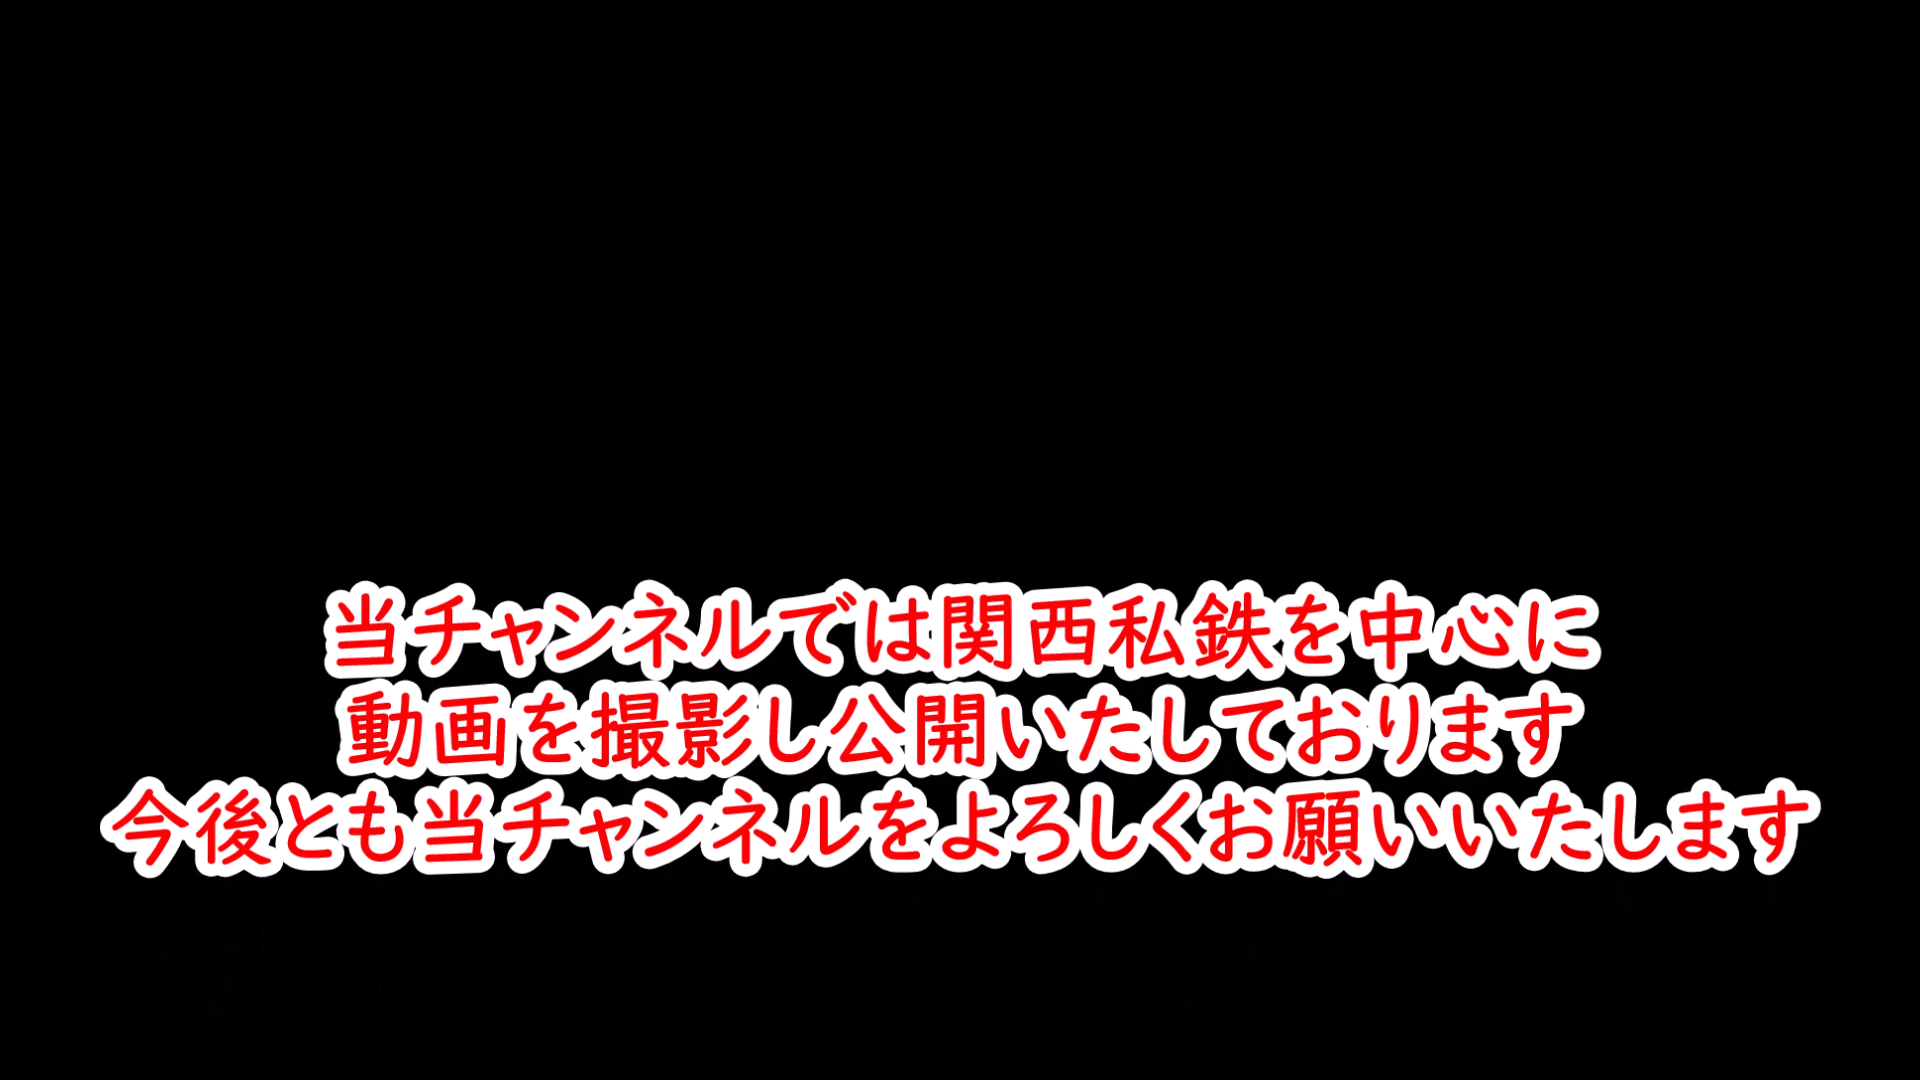 当チャンネルでは関西私鉄を中心に
動画を撮影し公開いたしております
今後とも当チャンネルをよろしくお願いいたします